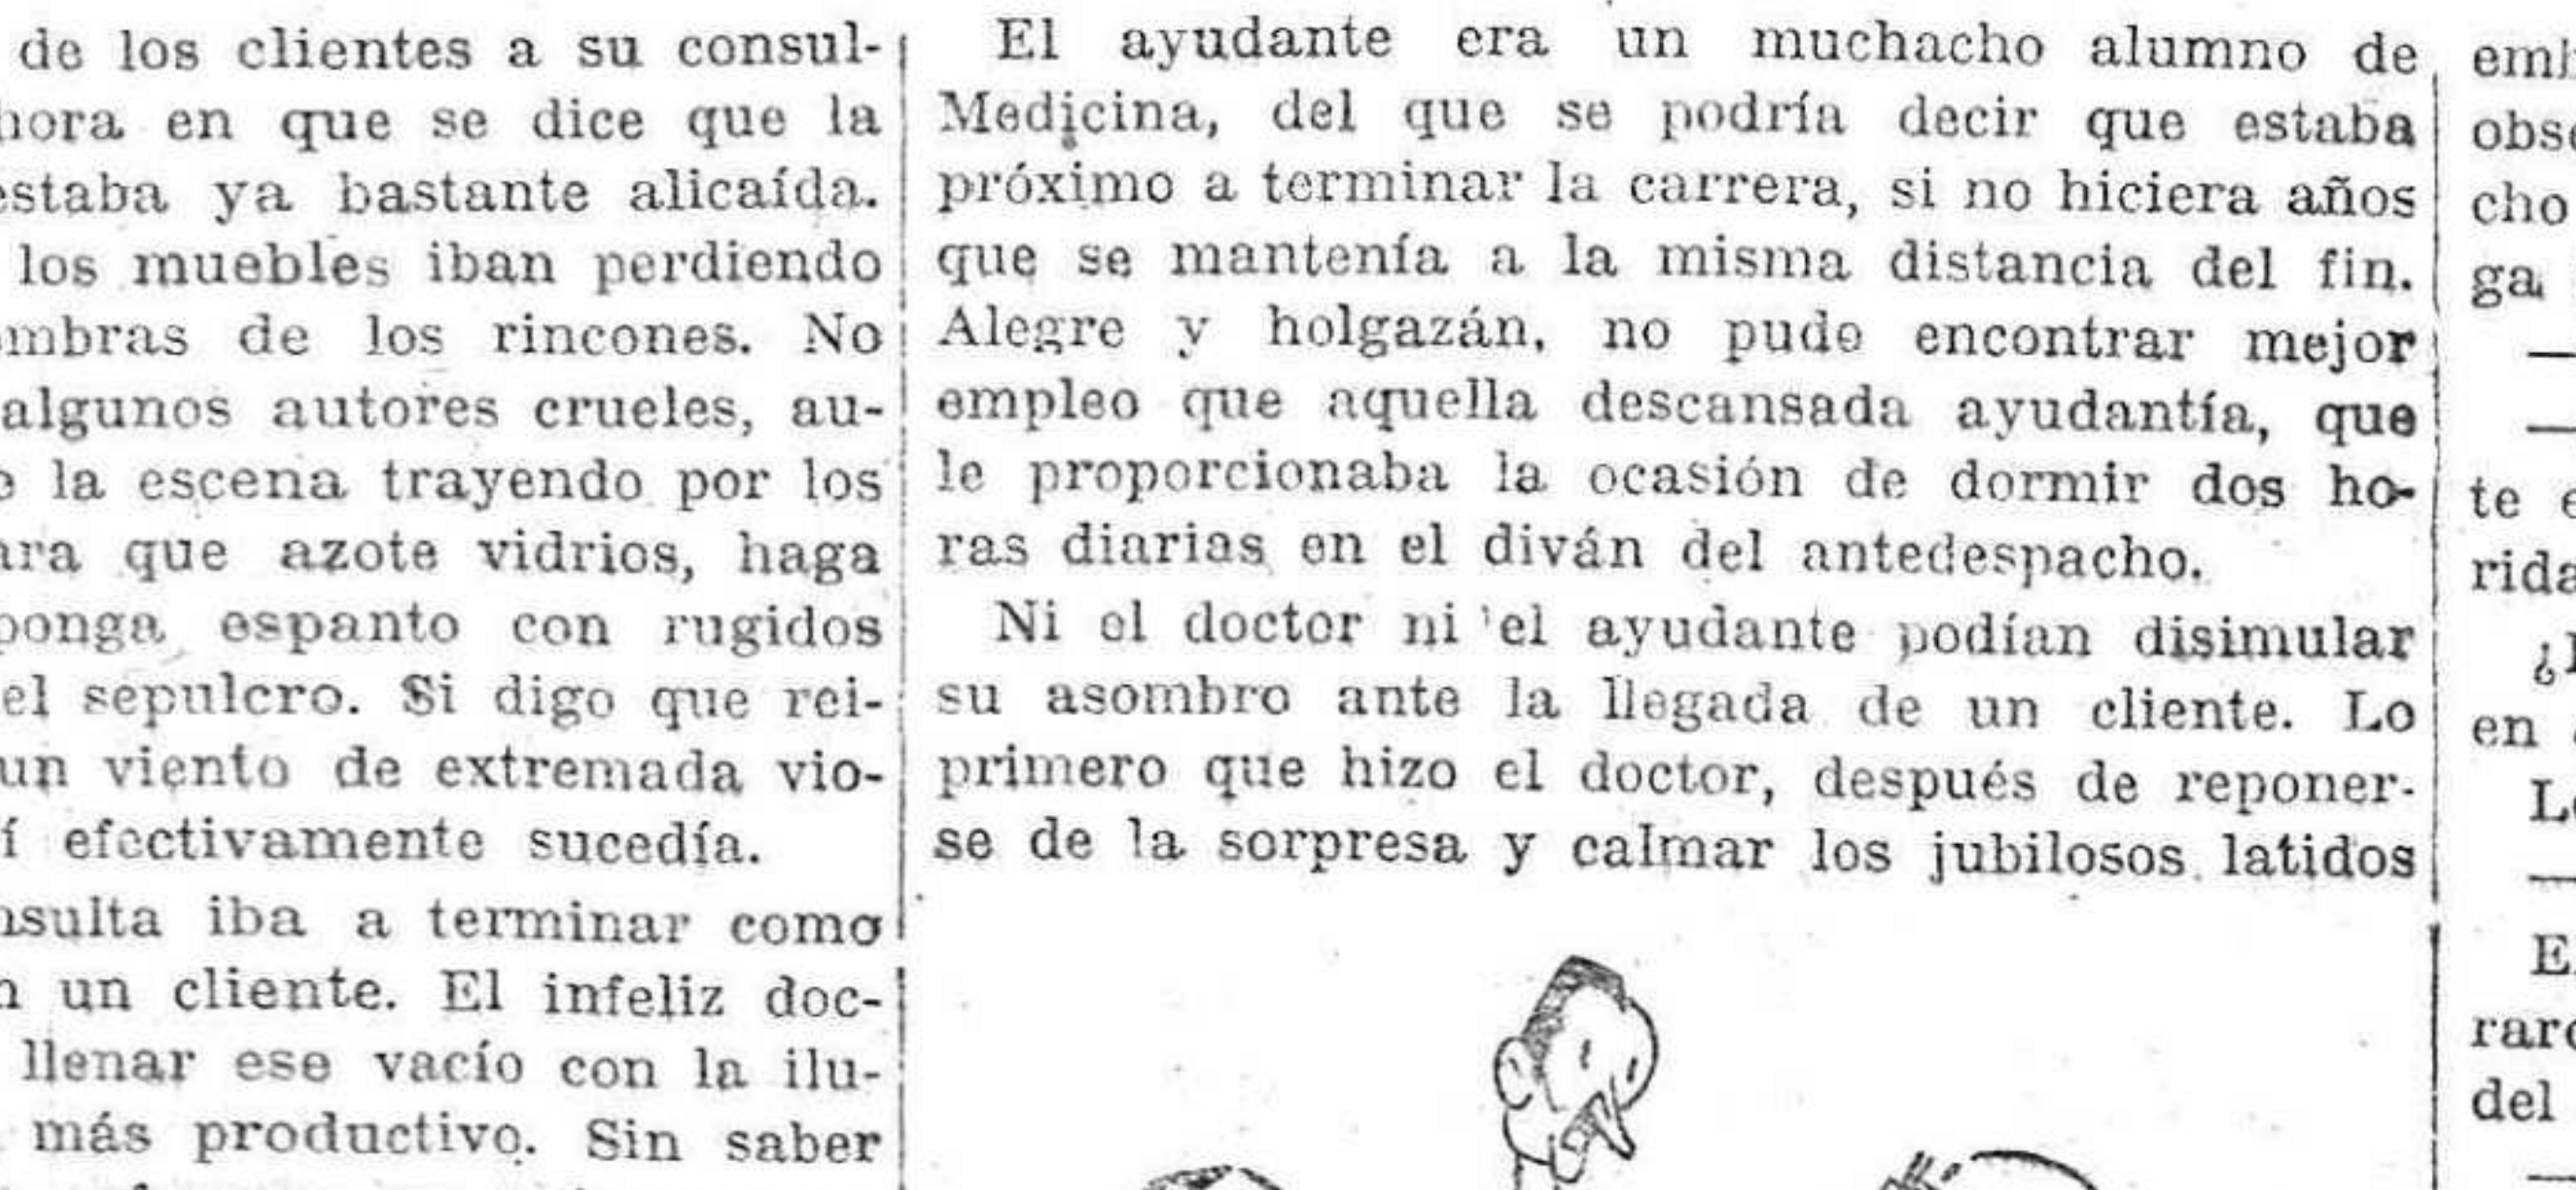 de los clientes a su consul-
en que se dice que la
ya bastante alicaída.
los muebles iban perdiendo
de los rincones. No
algunos autores crueles, au-
la escena trayendo por los
que azote vidrios, haga
espanto con rugidos
el sepulcro. Si digo que rei-
un viento de extremada vio-
efectivamente sucedía.
iba a terminar como
un cliente. El infeliz doc-
llenar ese vacío con la ilu-
más productivo. Sin saber
El ayudante era un muchacho alumno de
Medicina, del que se podría decir que estaba
próximo a terminar la carrera, si no hiciera años
que se mantenía a la misma distancia del fin.
Alegre y holgazán, no pudo encontrar mejor
empleo que aquella descansada ayudantía, que
le proporcionaba la ocasión de dormir dos ho-
ras diarias en el diván del antedespacho.
Ni el doctor ni el ayudante podían disimular
su asombro ante la llegada de un cliente. Lo
primero que hizo el doctor, después de reponer-
se de la sorpresa y calmar los jubilosos latidos
cho
ga
te
en
del